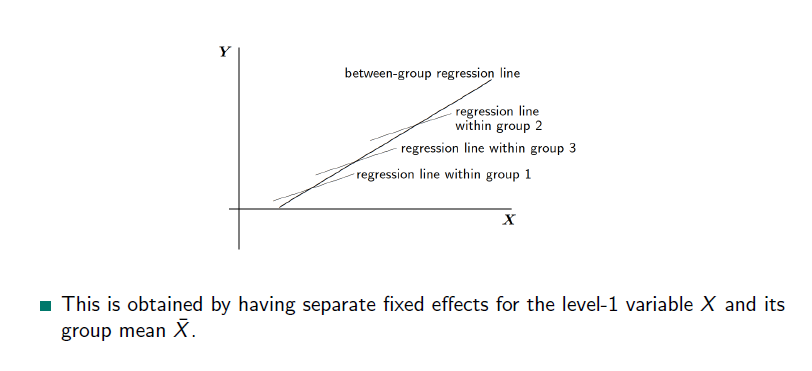 Y
between-group regression line
regression line
within group 2
regression line within group 3
regression line within group 1
X
This is obtained by having separate fixed effects for the level-1 variable X and its
group mean X̄.